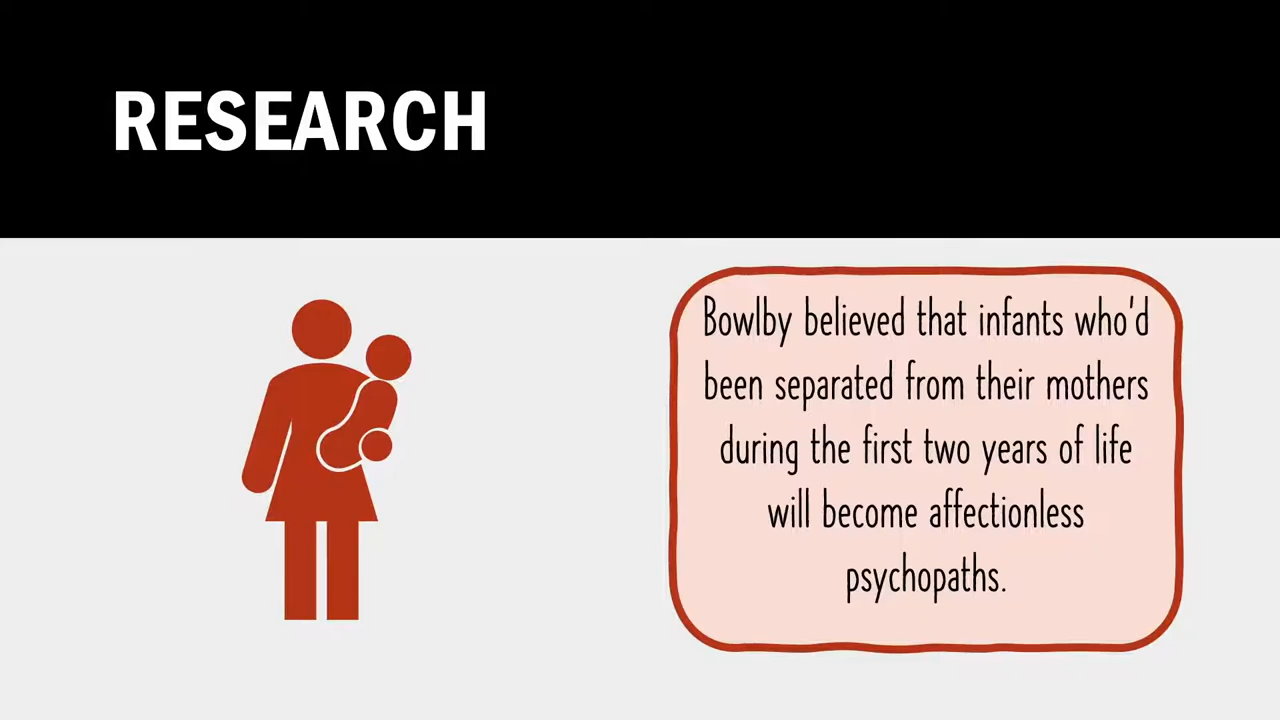 RESEARCH
Bowlby believed that infants who'd
been separated from their mothers
during the first two years of life
will become affectionless
psychopaths.